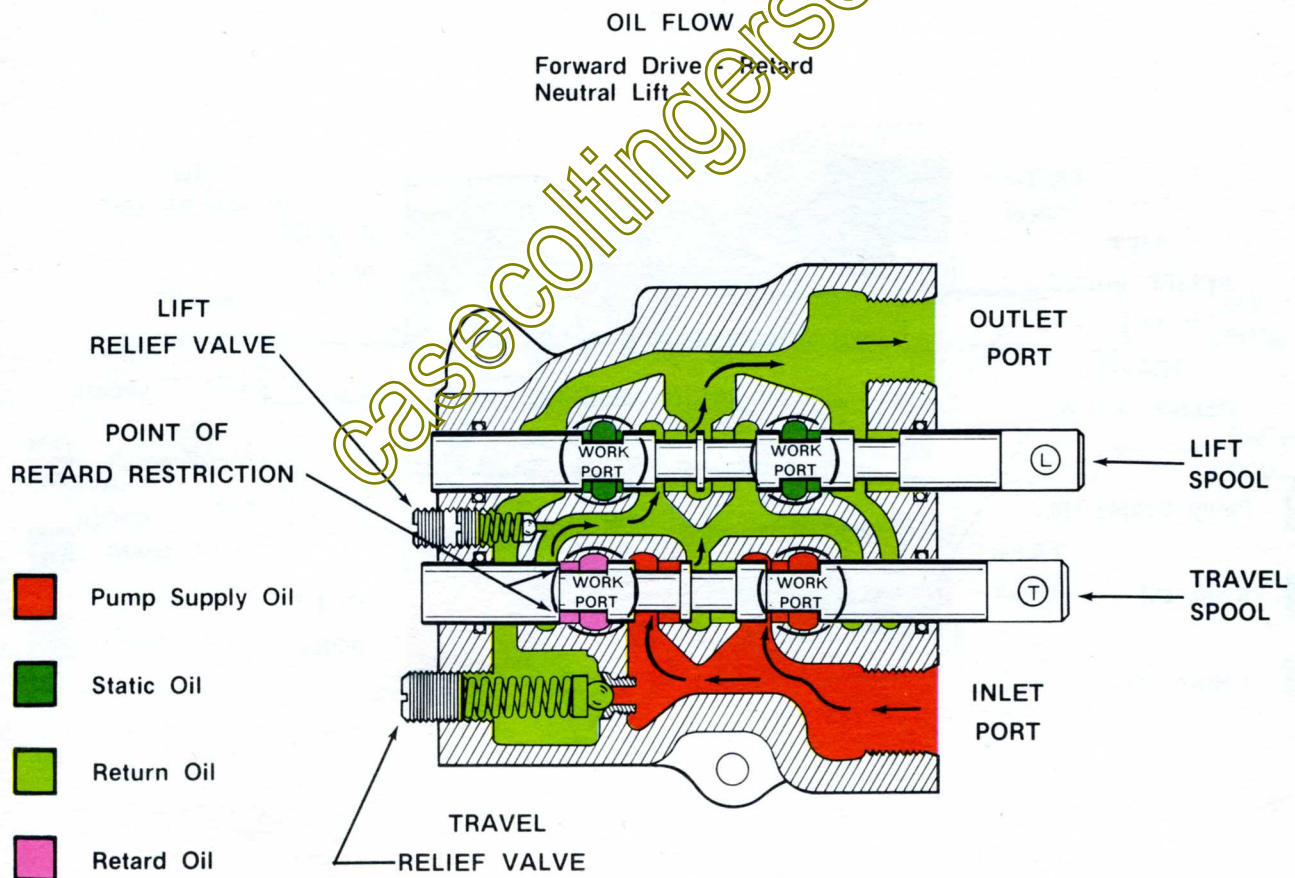 OIL FLOW
Forward Drive - Retard
Neutral Lift
casecoltingerso
LIFT
RELIEF VALVE
OUTLET
PORT
POINT OF
RETARD RESTRICTION
WORK
PORT
WORK
PORT
L
LIFT
SPOOL
WORK
PORT
WORK
PORT
T
TRAVEL
SPOOL
Pump Supply Oil
Static Oil
INLET
PORT
Return Oil
TRAVEL
RELIEF VALVE
Retard Oil